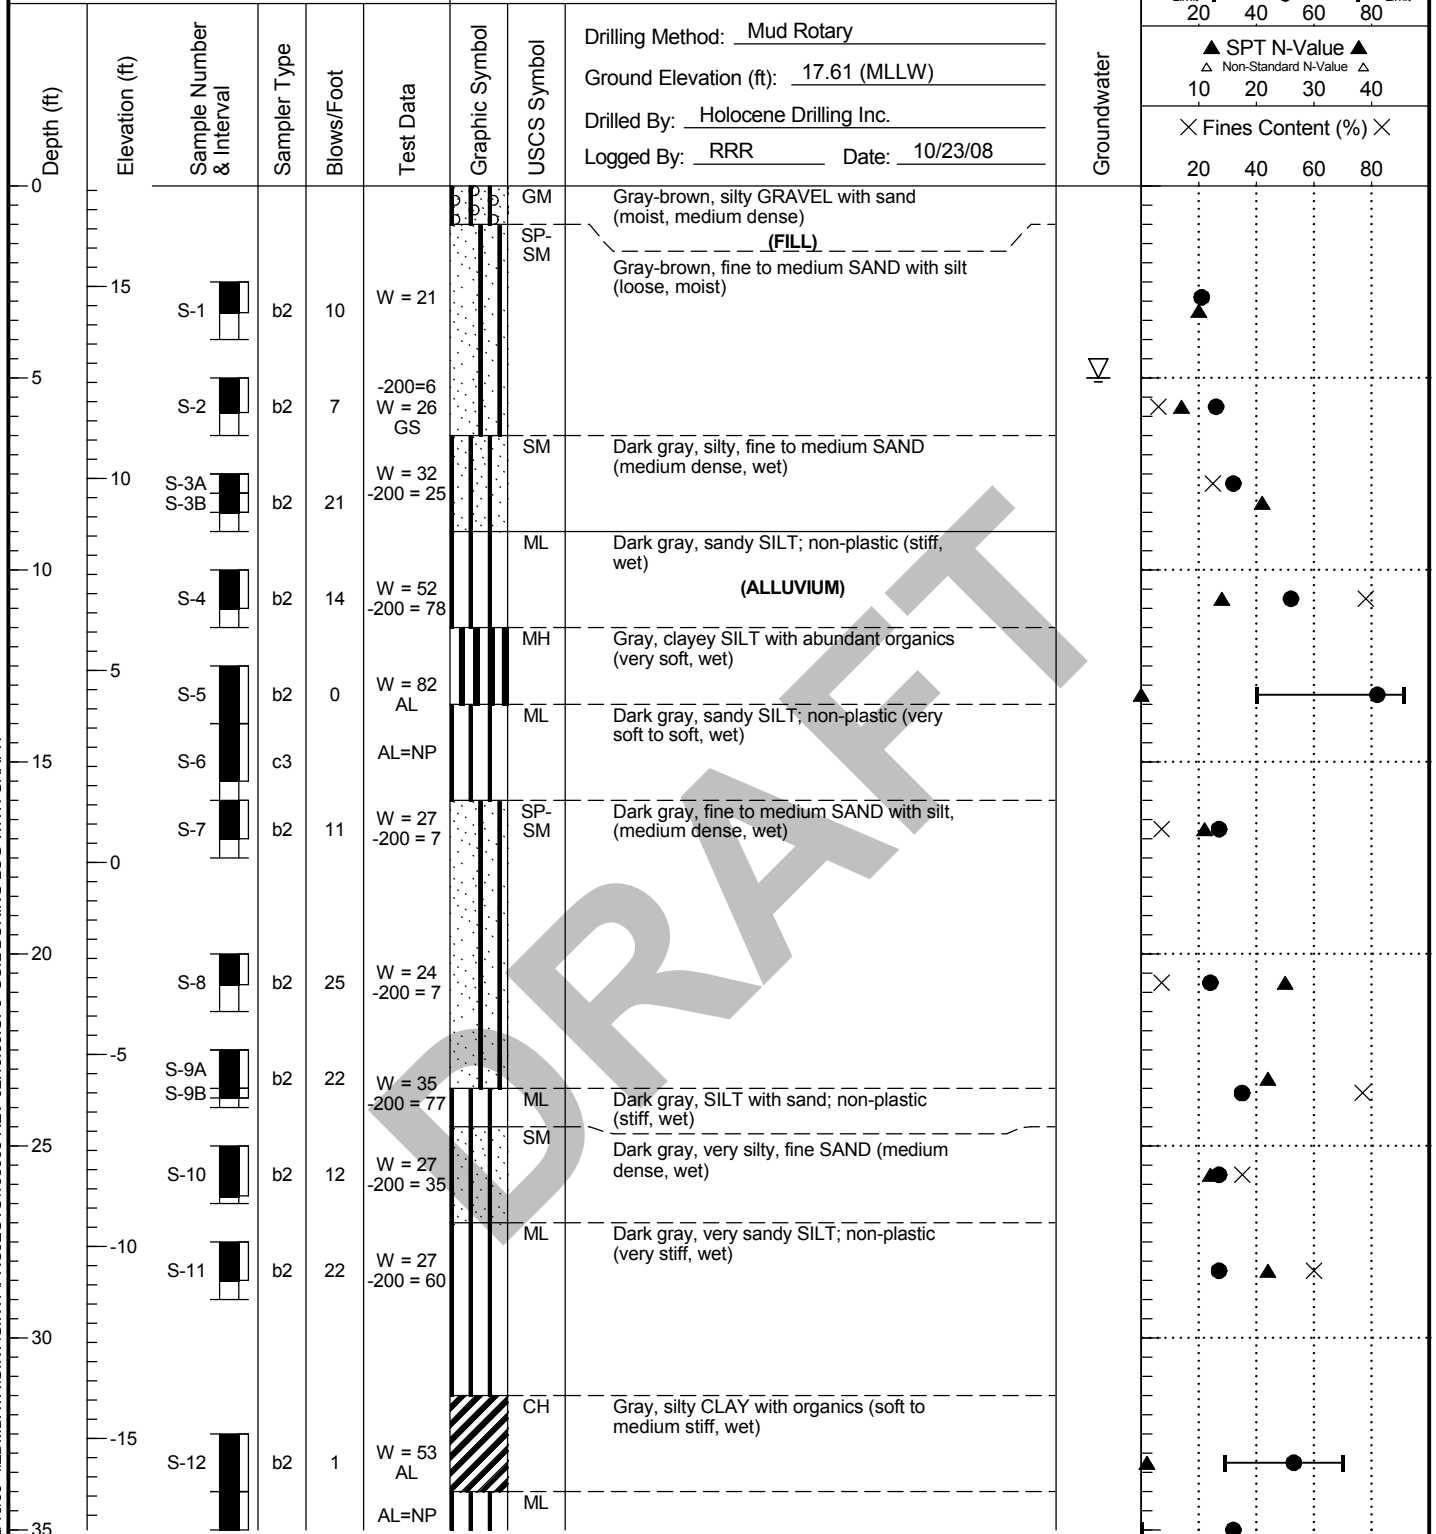 Depth (ft)
Elevation (ft)
Sample Number
& Interval
Sampler Type
Blows/Foot
Test Data
Graphic Symbol
USCS Symbol
Drilling Method: Mud Rotary
Ground Elevation (ft): 17.61 (MLLW)
Drilled By: Holocene Drilling Inc.
Logged By: RRR Date: 10/23/08
Groundwater
20 40 60 80
▲ SPT N-Value ▲
△ Non-Standard N-Value △
10 20 30 40
× Fines Content (%) ×
20 40 60 80
0
GM
Gray-brown, silty GRAVEL with sand
(moist, medium dense)
(FILL)
SP-
SM
Gray-brown, fine to medium SAND with silt
(loose, moist)
15
S-1 b2 10 W = 21
5
S-2 b2 7
-200=6
W = 26
GS
SM
Dark gray, silty, fine to medium SAND
(medium dense, wet)
10
S-3A
S-3B b2 21
W = 32
-200 = 25
ML
Dark gray, sandy SILT; non-plastic (stiff,
wet)
(ALLUVIUM)
10
S-4 b2 14
W = 52
-200 = 78
MH
Gray, clayey SILT with abundant organics
(very soft, wet)
5
S-5 b2 0
W = 82
AL
ML
Dark gray, sandy SILT; non-plastic (very
soft to soft, wet)
15
S-6 c3 AL=NP
SP-
SM
Dark gray, fine to medium SAND with silt,
(medium dense, wet)
S-7 b2 11
W = 27
-200 = 7
0
20
S-8 b2 25
W = 24
-200 = 7
-5
S-9A
S-9B b2 22
W = 35
-200 = 77
ML
Dark gray, SILT with sand; non-plastic
(stiff, wet)
SM
Dark gray, very silty, fine SAND (medium
dense, wet)
25
S-10 b2 12
W = 27
-200 = 35
ML
Dark gray, very sandy SILT; non-plastic
(very stiff, wet)
-10
S-11 b2 22
W = 27
-200 = 60
30
CH
Gray, silty CLAY with organics (soft to
medium stiff, wet)
-15
S-12 b2 1
W = 53
AL
ML
AL=NP
35
DRAFT